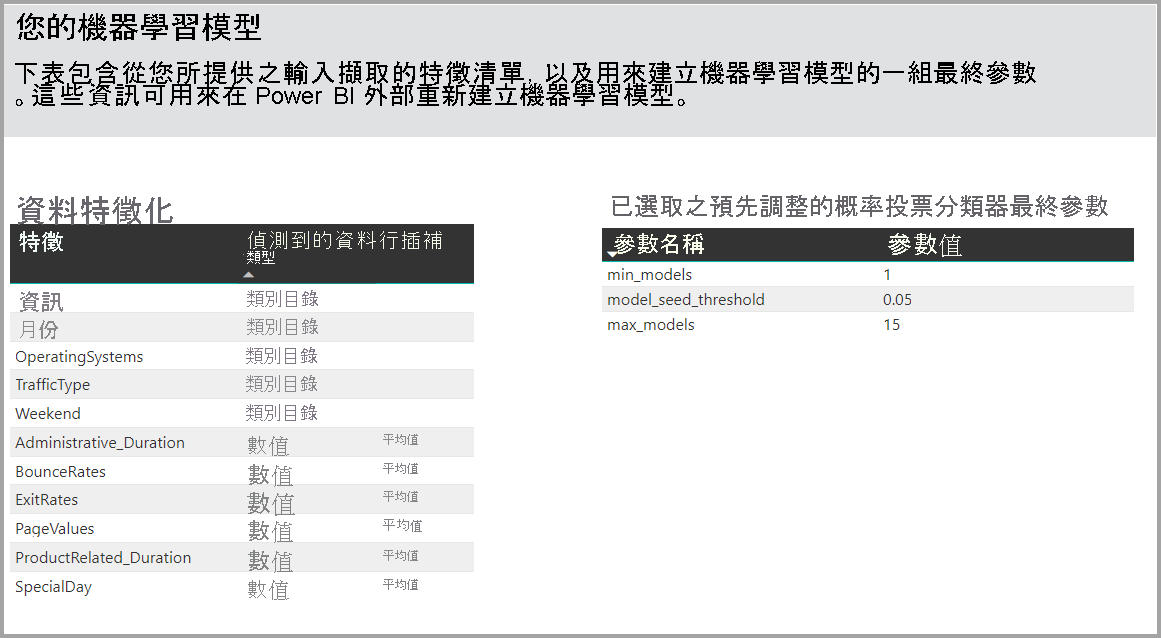 您的機器學習模型
下表包含從您所提供之輸入擷取的特徵清單，以及用來建立機器學習模型的一組最終參數
。這些資訊可用來在 Power BI 外部重新建立機器學習模型。
資料特徵化
特徵 偵測到的資料行插補
類型
資訊 類別目錄
月份 類別目錄
OperatingSystems 類別目錄
TrafficType 類別目錄
Weekend 類別目錄
Administrative_Duration 數值 平均值
BounceRates 數值 平均值
ExitRates 數值 平均值
PageValues 數值 平均值
ProductRelated_Duration 數值 平均值
SpecialDay 數值 平均值
已選取之預先調整的概率投票分類器最終參數
參數名稱 參數值
min_models 1
model_seed_threshold 0.05
max_models 15